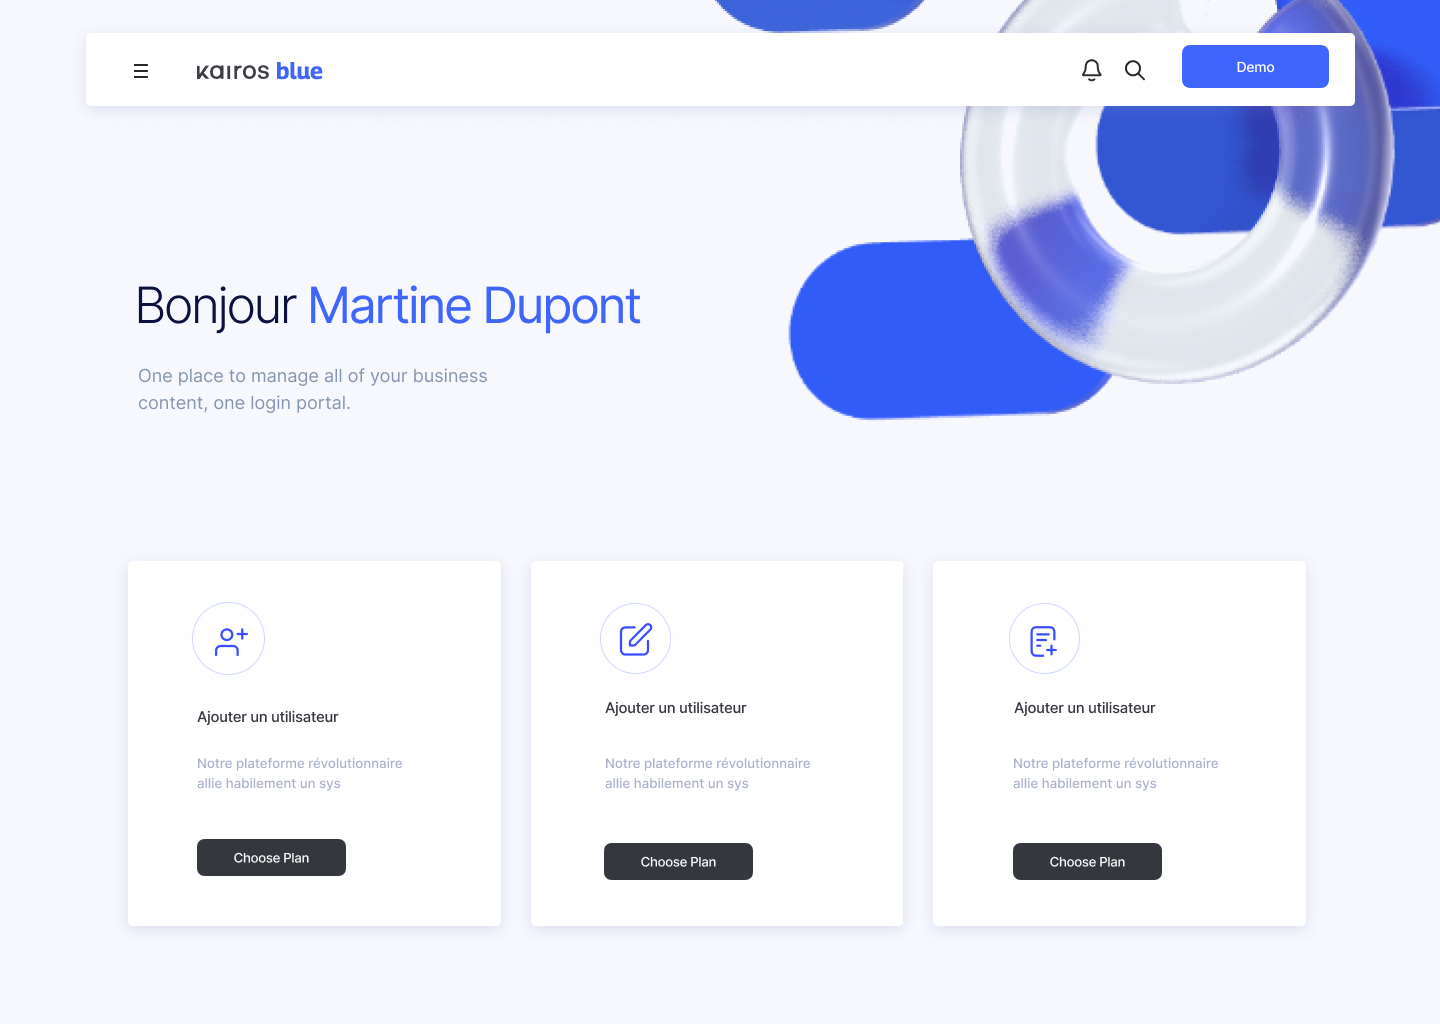 kairos blue
Demo
Bonjour Martine Dupont
One place to manage all of your business
content, one login portal.
Ajouter un utilisateur
Notre plateforme révolutionnaire
allie habilement un sys
Choose Plan
Ajouter un utilisateur
Notre plateforme révolutionnaire
allie habilement un sys
Choose Plan
Ajouter un utilisateur
Notre plateforme révolutionnaire
allie habilement un sys
Choose Plan